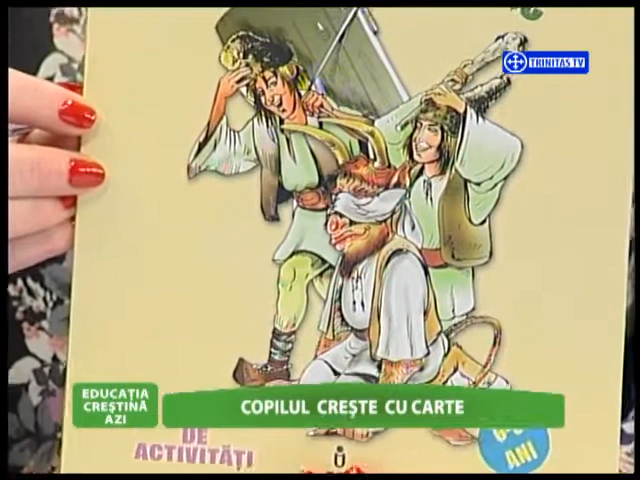 TRINITAS TV
EDUCAȚIA
CREȘTINĂ
AZI
COPILUL CREȘTE CU CARTE
DE
ACTIVITĂȚI
ANI